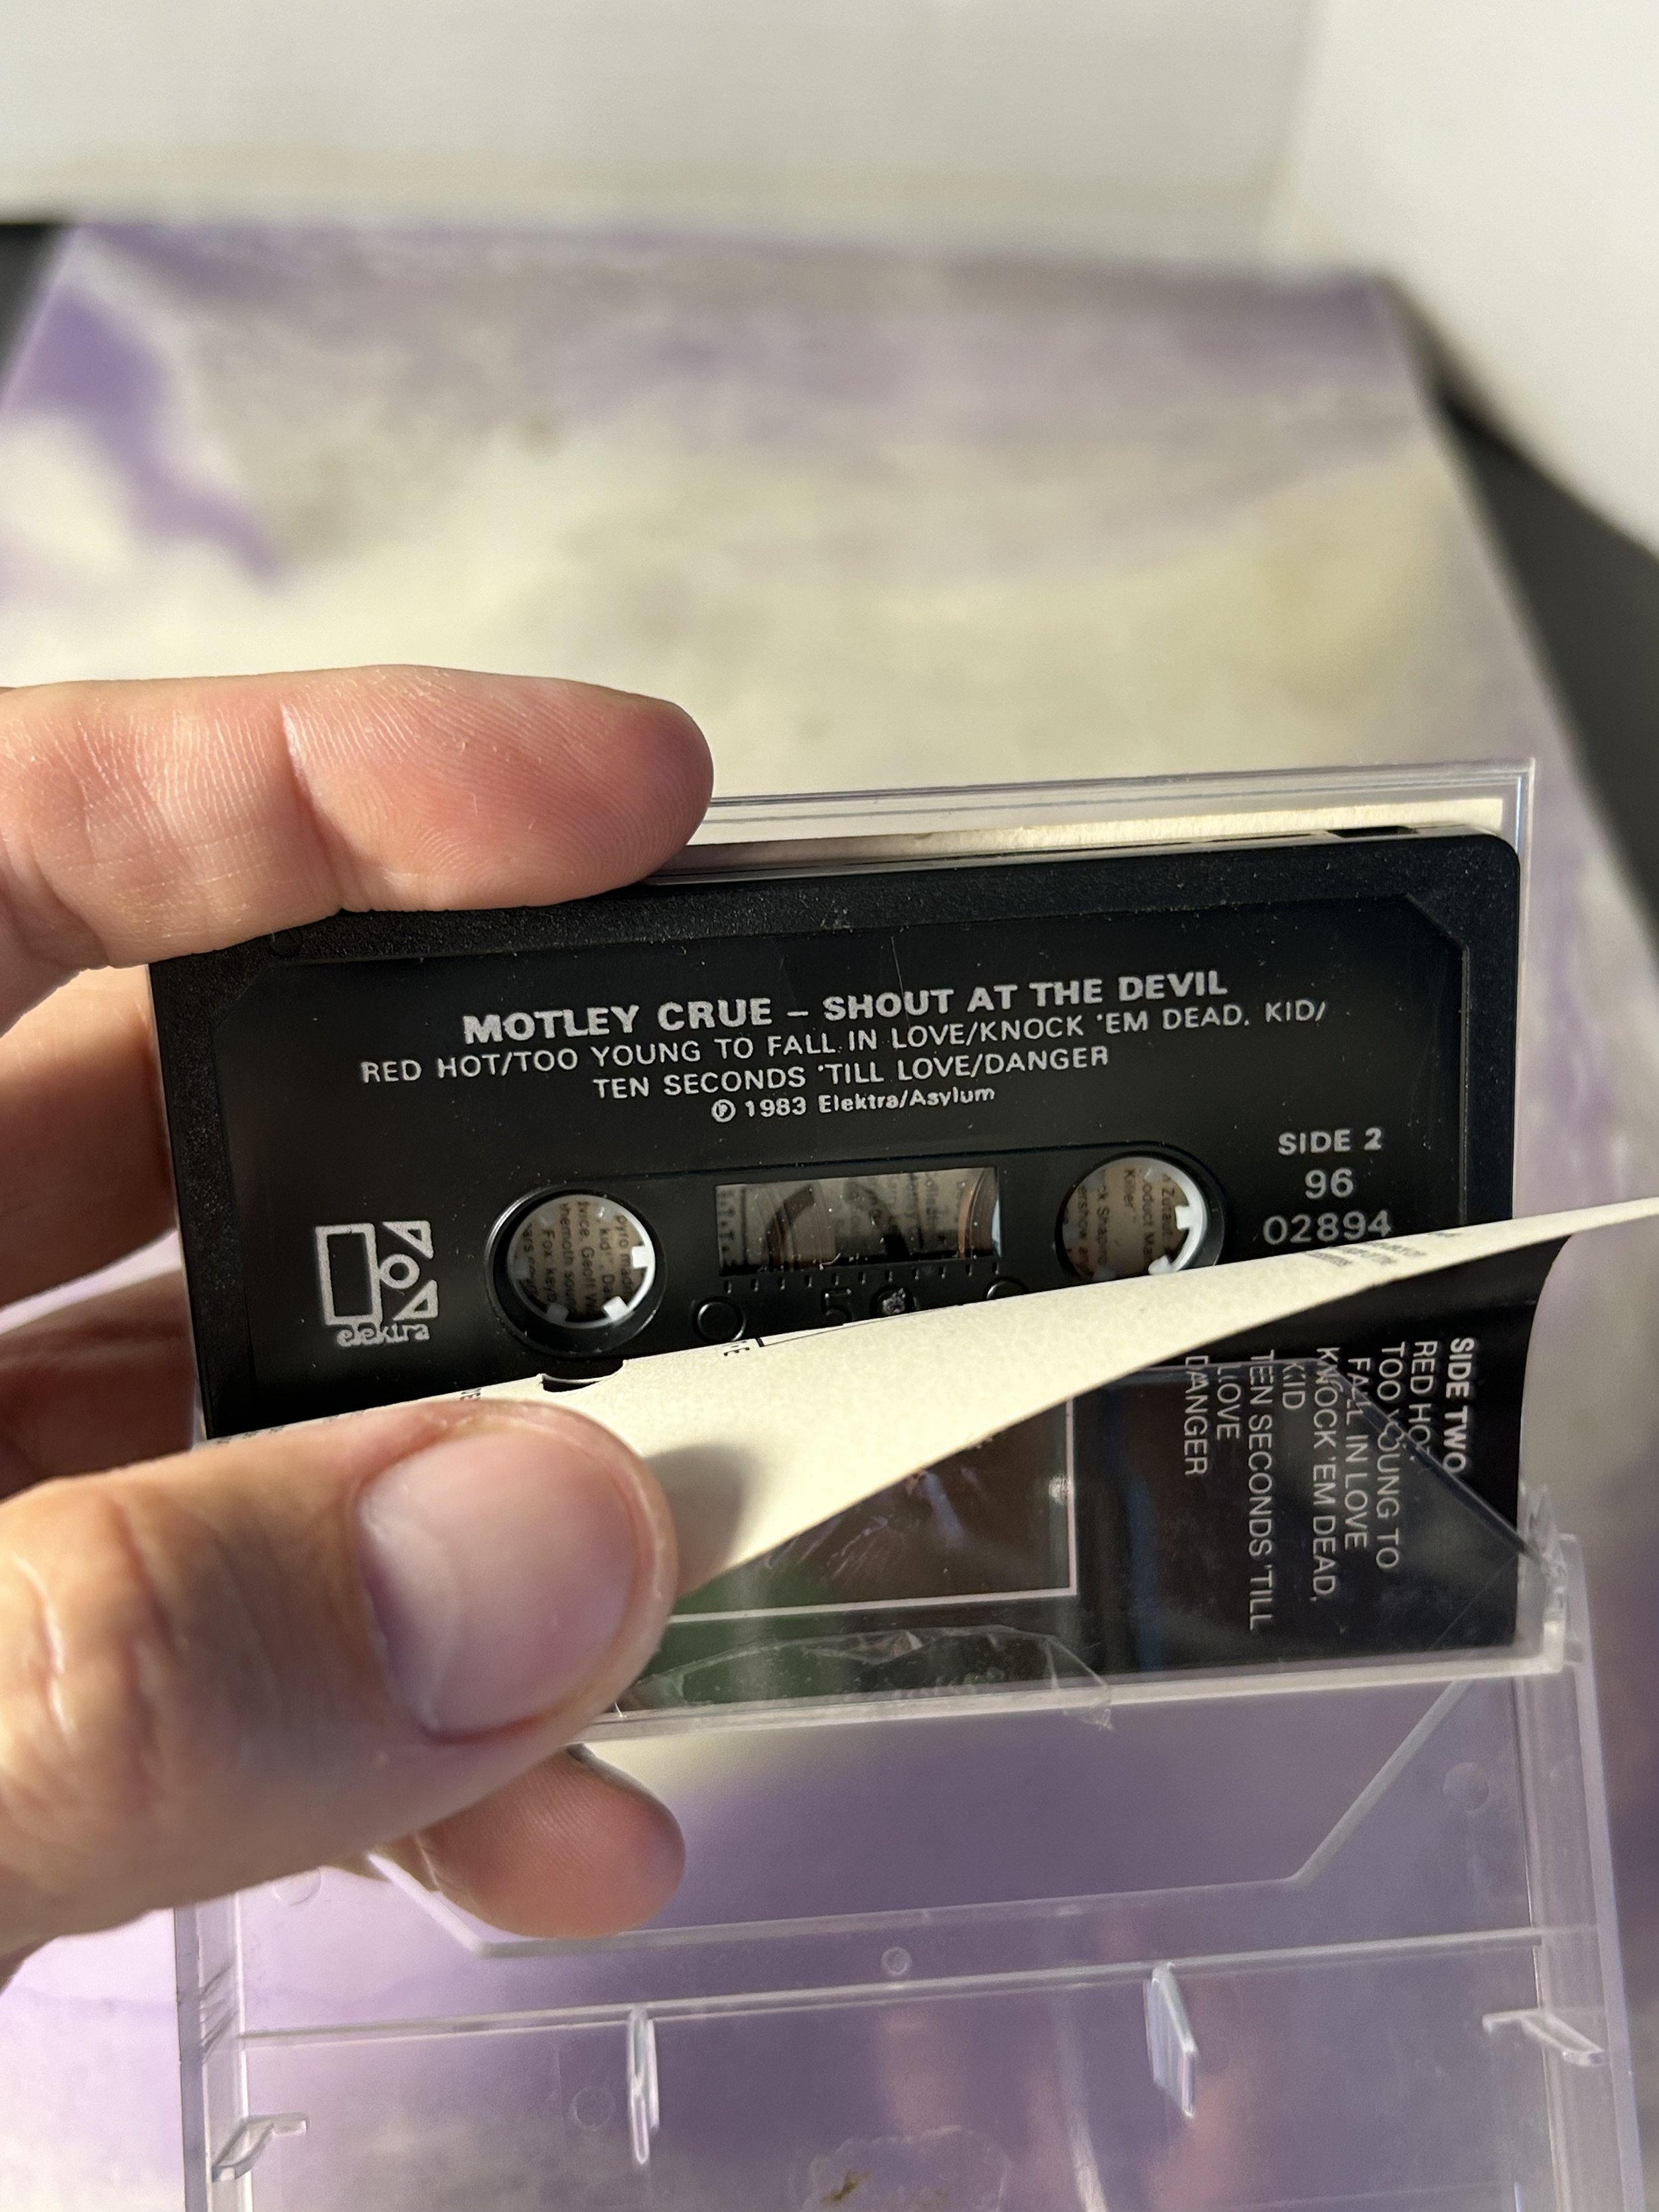 MOTLEY CRUE – SHOUT AT THE DEVIL
RED HOT/TOO YOUNG TO FALL IN LOVE/KNOCK 'EM DEAD. KID/
TEN SECONDS 'TILL LOVE/DANGER
Ⓟ 1983 Elektra/Asylum
SIDE 2
96
02894
elektra
SIDE TWO
RED HOT
TOO YOUNG TO
FALL IN LOVE
KNOCK 'EM DEAD,
KID
TEN SECONDS 'TILL
LOVE
DANGER